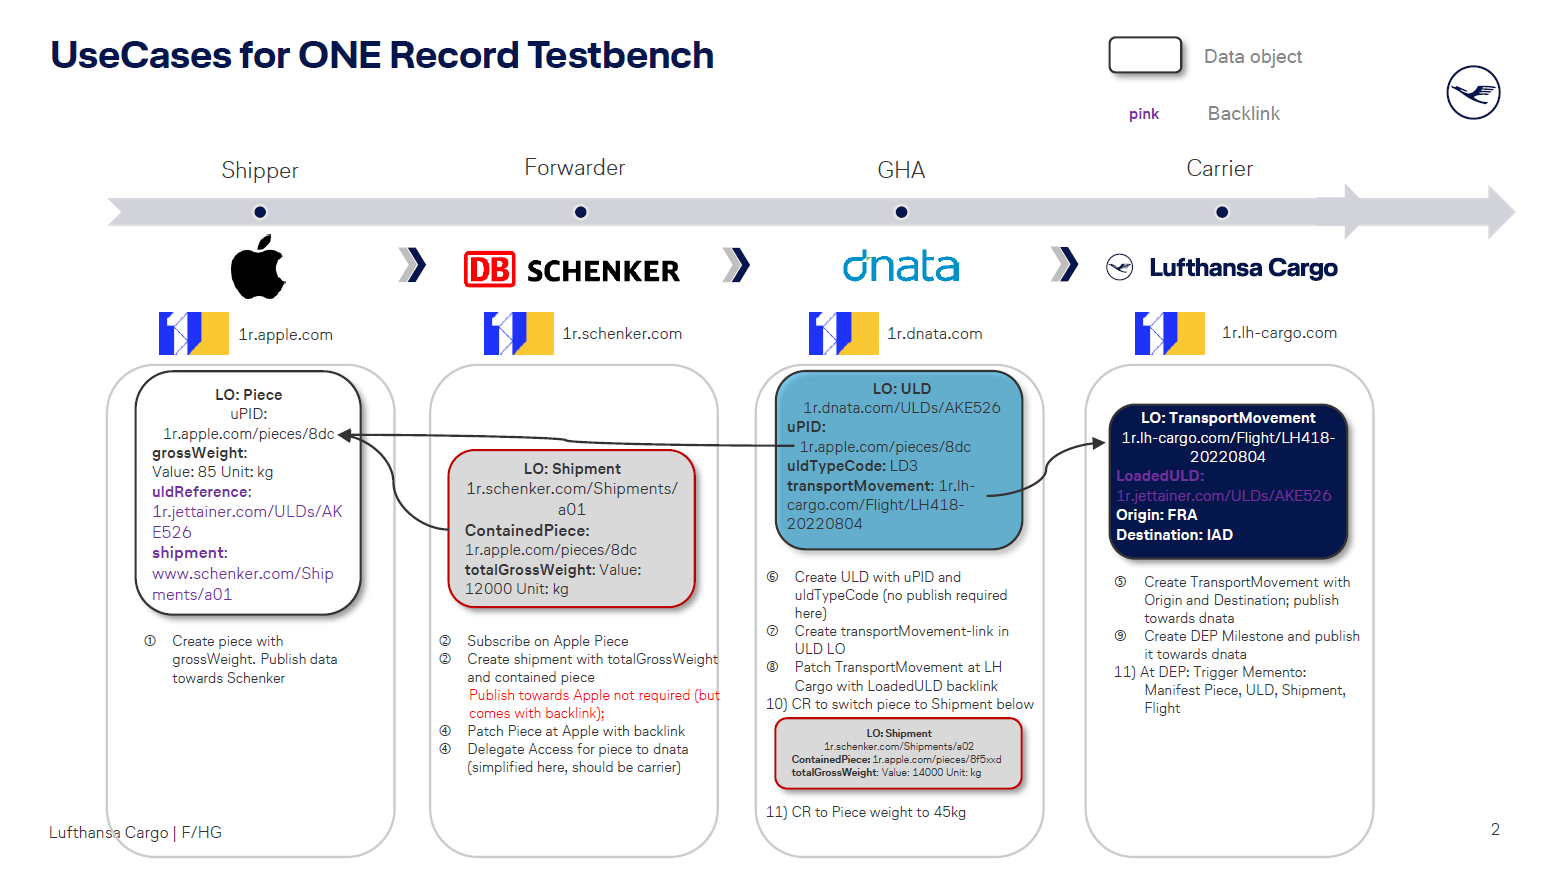 UseCases for ONE Record Testbench
Data object
pink
Backlink
Shipper
Forwarder
GHA
Carrier
DB SCHENKER
dnata
Lufthansa Cargo
1r.apple.com
1r.schenker.com
1r.dnata.com
1r.lh-cargo.com
LO: Piece
uPID:
1r.apple.com/pieces/8dc
grossWeight:
Value: 85 Unit: kg
uldReference:
1r.jettainer.com/ULDs/AK
E526
shipment:
www.schenker.com/Ship
ments/a01
① Create piece with
grossWeight. Publish data
towards Schenker
LO: Shipment
1r.schenker.com/Shipments/
a01
ContainedPiece:
1r.apple.com/pieces/8dc
totalGrossWeight: Value:
12000 Unit: kg
② Subscribe on Apple Piece
② Create shipment with totalGrossWeight
and contained piece
Publish towards Apple not required (but
comes with backlink);
④ Patch Piece at Apple with backlink
④ Delegate Access for piece to dnata
(simplified here, should be carrier)
LO: ULD
1r.dnata.com/ULDs/AKE526
uPID:
1r.apple.com/pieces/8dc
uldTypeCode: LD3
transportMovement: 1r.lh-
cargo.com/Flight/LH418-
20220804
⑥ Create ULD with uPID and
uldTypeCode (no publish required
here)
⑦ Create transportMovement-link in
ULD LO
⑧ Patch TransportMovement at LH
Cargo with LoadedULD backlink
10) CR to switch piece to Shipment below
LO: Shipment
1r.schenker.com/Shipments/a02
ContainedPiece: 1r.apple.com/pieces/8f5xxd
totalGrossWeight: Value: 14000 Unit: kg
11) CR to Piece weight to 45kg
LO: TransportMovement
1r.lh-cargo.com/Flight/LH418-
20220804
LoadedULD:
1r.jettainer.com/ULDs/AKE526
Origin: FRA
Destination: IAD
⑤ Create TransportMovement with
Origin and Destination; publish
towards dnata
⑨ Create DEP Milestone and publish
it towards dnata
11) At DEP: Trigger Memento:
Manifest Piece, ULD, Shipment,
Flight
Lufthansa Cargo | F/HG
2